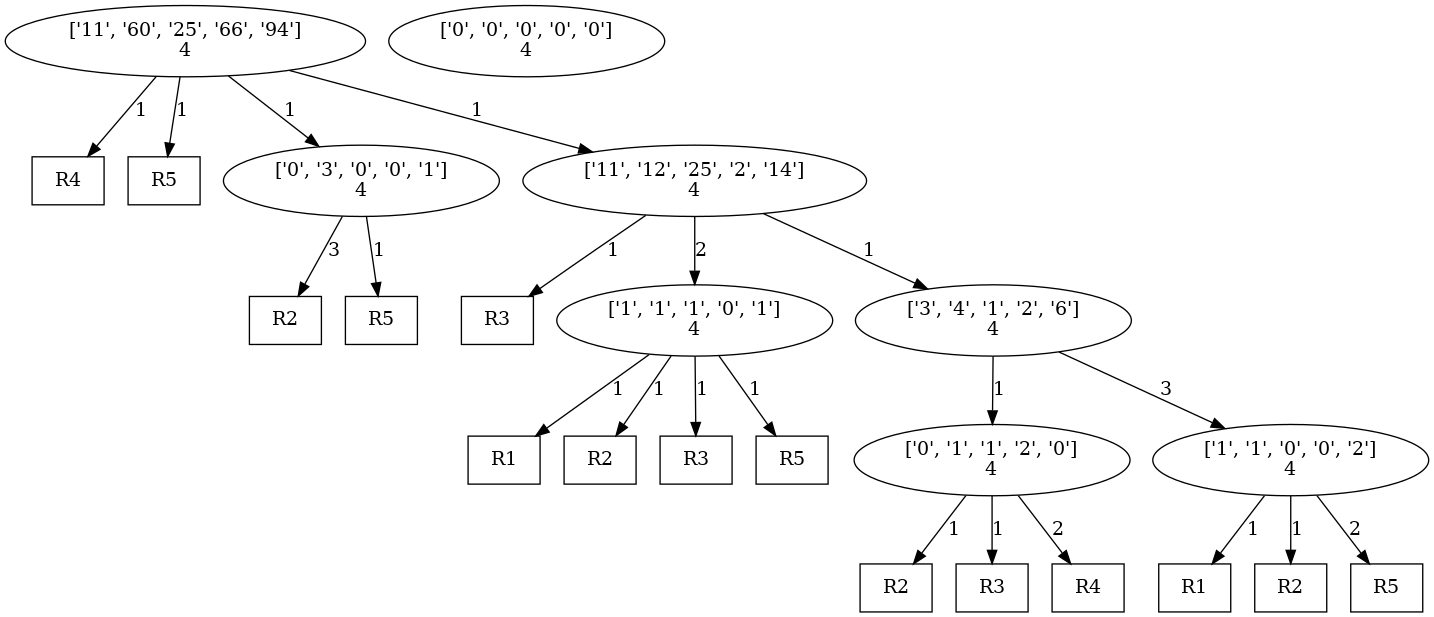 ['11', '60', '25', '66', '94']
4
['0', '0', '0', '0', '0']
4
1
1
1
1
R4
R5
['0', '3', '0', '0', '1']
4
['11', '12', '25', '2', '14']
4
3
1
1
2
1
R2
R5
R3
['1', '1', '1', '0', '1']
4
['3', '4', '1', '2', '6']
4
1
1
1
1
1
3
R1
R2
R3
R5
['0', '1', '1', '2', '0']
4
['1', '1', '0', '0', '2']
4
1
1
2
1
1
2
R2
R3
R4
R1
R2
R5